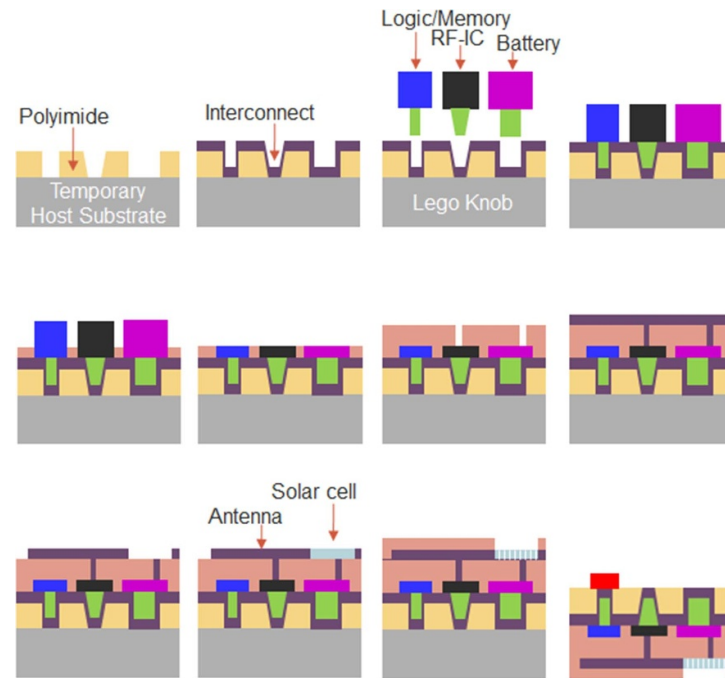 Logic/Memory
RF-IC
Battery
Polyimide
Interconnect
Temporary
Host Substrate
Lego Knob
Solar cell
Antenna